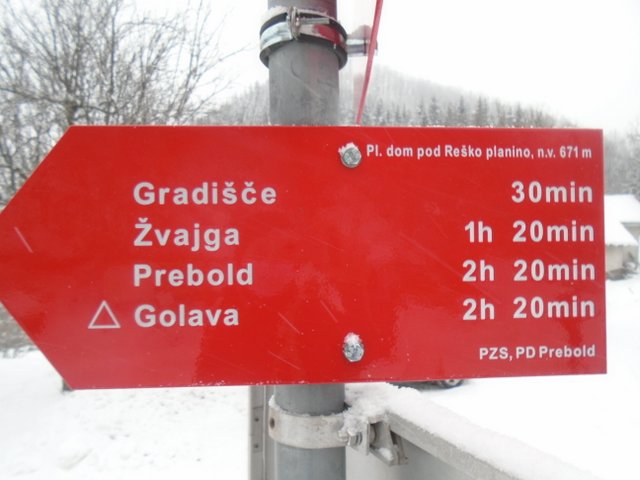 Pl. dom pod Reško planino, n.v. 671 m
Gradišče 30min
Žvajga 1h 20min
Prebold 2h 20min
Golava 2h 20min
PZS, PD Prebold